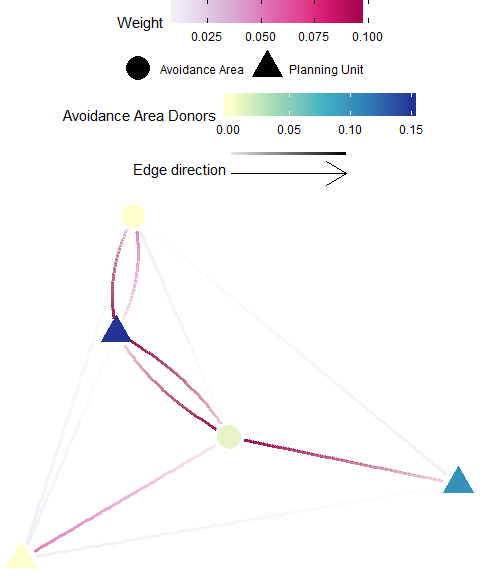 Weight
0.025 0.050 0.075 0.100
Avoidance Area Planning Unit
Avoidance Area Donors
0.00 0.05 0.10 0.15
Edge direction